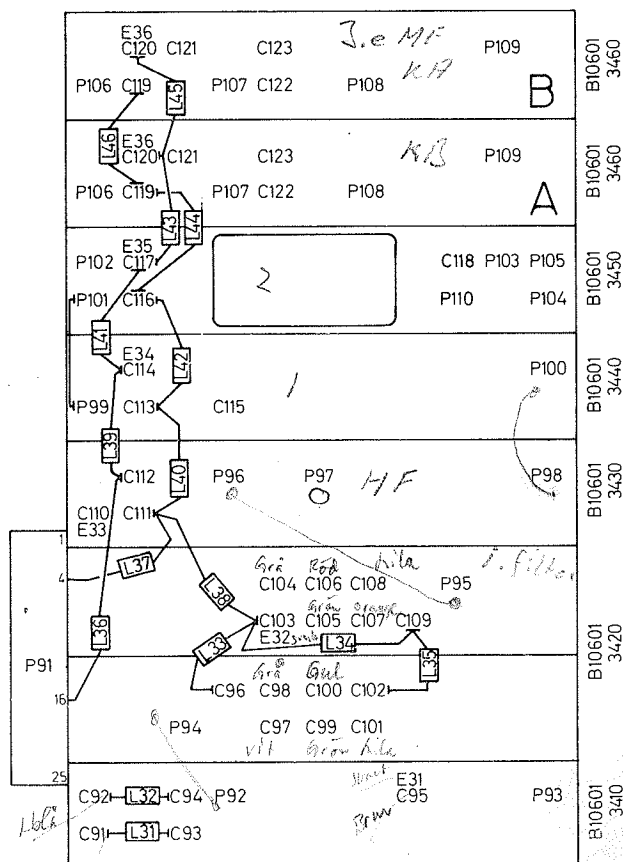 E36
C120 C121 C123 3.e MF P109
P106 C119 L45 P107 C122 P108 KA B
B10601
3460
L46
E36
C120 C121 C123 KB P109
P106 C119 P107 C122 P108 A
B10601
3460
L43 L44
E35
P102 C117 2 C118 P103 P105
P101 C116 P110 P104
B10601
3450
L41 L42
E34
C114 P100
P99 C113 C115 1
B10601
3440
L39 L40
C112 P96 P97 HF P98
C110 C111
E33
B10601
3430
1
L37
4
Grå Röd Lila
C104 C106 C108 P95
L38
Grön orange
C103 C105 C107 C109
L36 L33 E32 L34 L35
B10601
3420
P91
Grå Gul
16 C96 C98 C100 C102
P94 C97 C99 C101
vit Grön Lila
25
E31
C92 L32 C94 P92 C95 P93
Brun
C91 L31 C93
B10601
3410